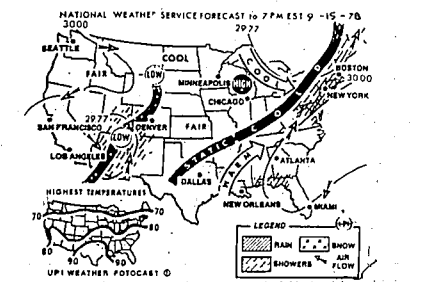 NATIONAL WEATHER SERVICE FORECAST to 7 PM EST 9 -15 -78
3000
29.77
SEATTLE
COOL
LOW
FAIR
MINNEAPOLIS
HIGH
COOL
BOSTON
3000
NEW YORK
CHICAGO
29.77
SAN FRANCISCO
DENVER
FAIR
LOW
LOS ANGELES
STATIC COLD
ATLANTA
WARM
DALLAS
HIGHEST TEMPERATURES
NEW ORLEANS
MIAMI
70
70
80
80
90
90
LEGEND
RAIN
SNOW
SHOWERS
AIR
FLOW
UPI WEATHER FOTOCAST